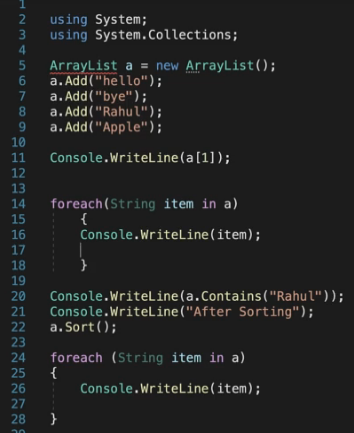 1
2 using System;
3 using System.Collections;
4
5 ArrayList a = new ArrayList();
6 a.Add("hello");
7 a.Add("bye");
8 a.Add("Rahul");
9 a.Add("Apple");
10
11 Console.WriteLine(a[1]);
12
13
14 foreach(String item in a)
15 {
16 Console.WriteLine(item);
17
18 }
19
20 Console.WriteLine(a.Contains("Rahul"));
21 Console.WriteLine("After Sorting");
22 a.Sort();
23
24 foreach (String item in a)
25 {
26 Console.WriteLine(item);
27
28 }